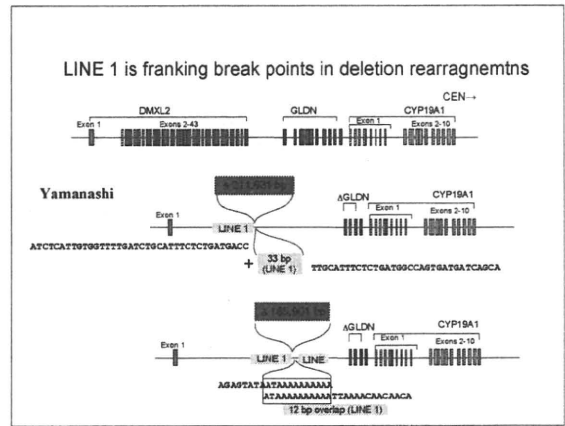 LINE 1 is franking break points in deletion rearragnemtns
CEN→
DMXL2 GLDN CYP19A1
Exon 1 Exons 2-43 Exon 1 Exons 2-10
Yamanashi
ΔGLDN CYP19A1
Exon 1 Exon 1 Exons 2-10
LINE 1
ATCTCATTGTGGTTTTGATCTGCATTTCTCTGATGACC
+ 33 bp
(LINE 1)
TTGCATTTCTCTGATGGCCAGTGATGATCAGCA
ΔGLDN CYP19A1
Exon 1 Exon 1 Exons 2-10
LINE 1 LINE
AGAGTATAATAAAAAAAAAA
ATAAAAAAAAAATTAAAACAACAACA
12 bp overlap (LINE 1)